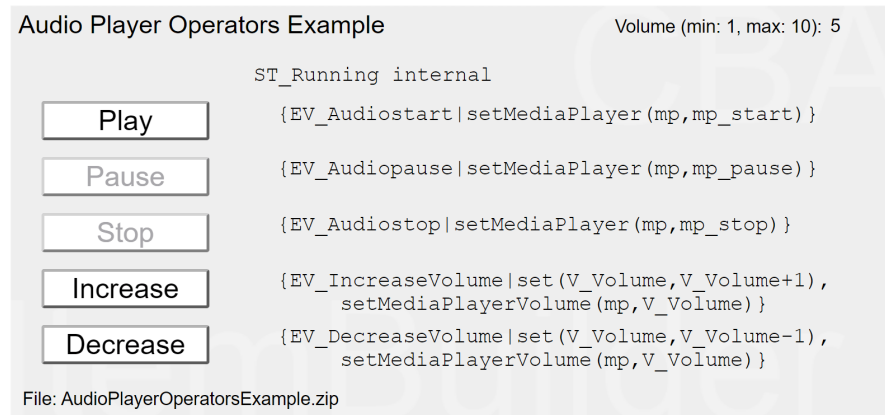 Audio Player Operators Example
Volume (min: 1, max: 10): 5
ST_Running internal
Play
{EV_Audiostart|setMediaPlayer(mp,mp_start)}
Pause
{EV_Audiopause|setMediaPlayer(mp,mp_pause)}
Stop
{EV_Audiostop|setMediaPlayer(mp,mp_stop)}
Increase
{EV_IncreaseVolume|set(V_Volume,V_Volume+1),
setMediaPlayerVolume(mp,V_Volume)}
Decrease
{EV_DecreaseVolume|set(V_Volume,V_Volume-1),
setMediaPlayerVolume(mp,V_Volume)}
File: AudioPlayerOperatorsExample.zip
CBA
ItemBuilder